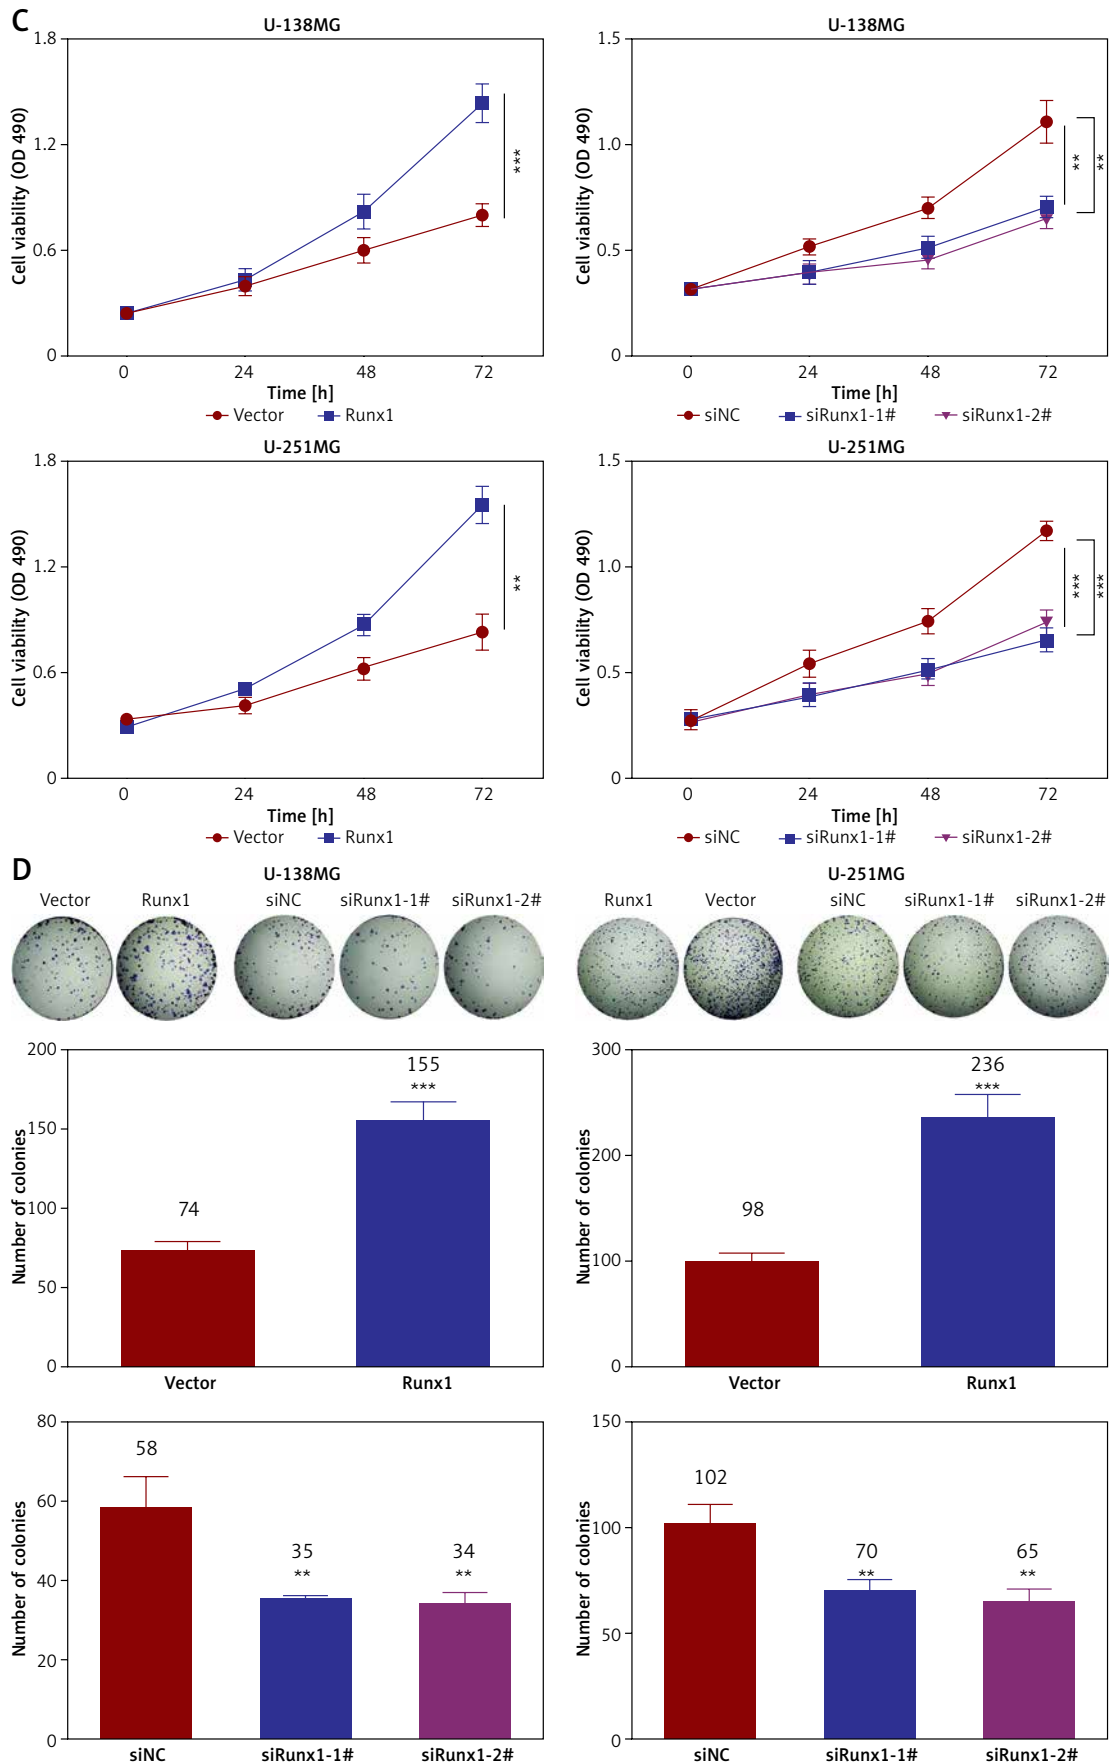 C
U-138MG
1.8
1.2
0.6
0
Cell viability (OD 490)
***
0 24 48 72
Time [h]
Vector Runx1
U-138MG
1.5
1.0
0.5
0
Cell viability (OD 490)
** **
0 24 48 72
Time [h]
siNC siRunx1-1# siRunx1-2#
U-251MG
1.8
1.2
0.6
0
Cell viability (OD 490)
**
0 24 48 72
Time [h]
Vector Runx1
U-251MG
1.5
1.0
0.5
0
Cell viability (OD 490)
*** ***
0 24 48 72
Time [h]
siNC siRunx1-1# siRunx1-2#
D
U-138MG
Vector Runx1 siNC siRunx1-1# siRunx1-2#
U-251MG
Runx1 Vector siNC siRunx1-1# siRunx1-2#
200
150
100
50
0
Number of colonies
74
155
***
Vector Runx1
300
200
100
0
Number of colonies
98
236
***
Vector Runx1
80
60
40
20
0
Number of colonies
58
35
**
34
**
siNC siRunx1-1# siRunx1-2#
150
100
50
0
Number of colonies
102
70
**
65
**
siNC siRunx1-1# siRunx1-2#